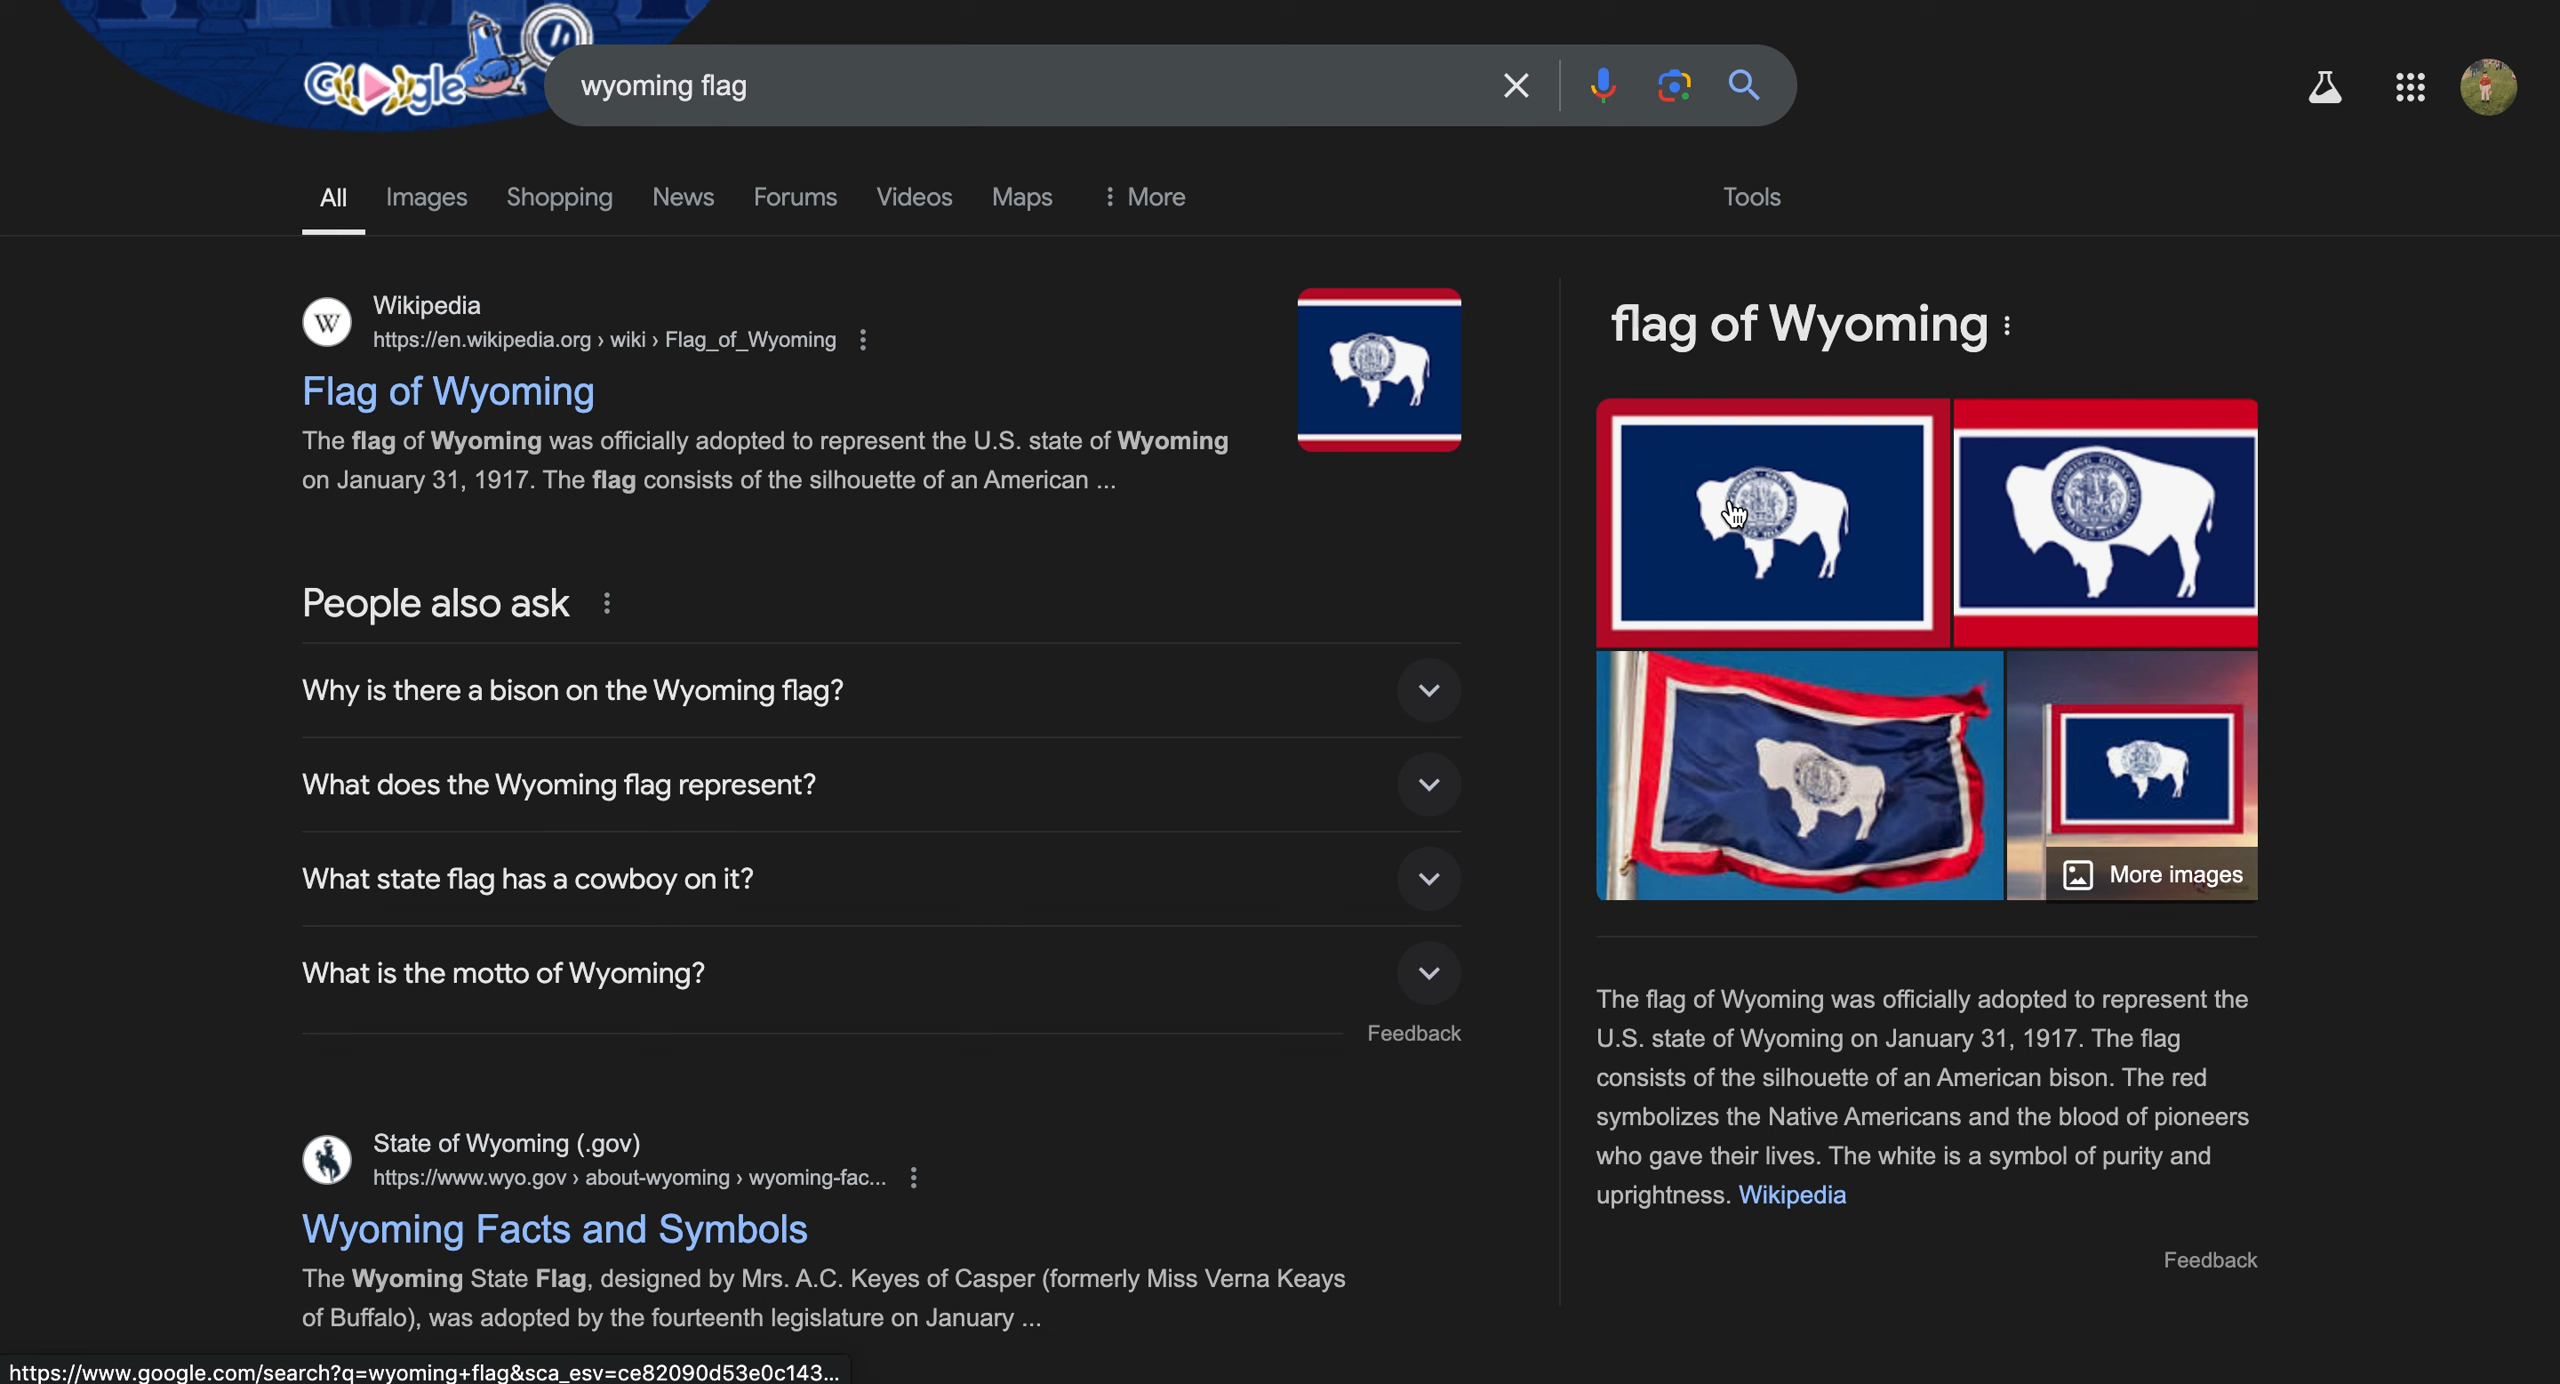 Google
wyoming flag
All Images Shopping News Forums Videos Maps More Tools
W
Wikipedia
https://en.wikipedia.org › wiki › Flag_of_Wyoming
Flag of Wyoming
The flag of Wyoming was officially adopted to represent the U.S. state of Wyoming
on January 31, 1917. The flag consists of the silhouette of an American ...
People also ask
Why is there a bison on the Wyoming flag?
What does the Wyoming flag represent?
What state flag has a cowboy on it?
What is the motto of Wyoming?
Feedback
State of Wyoming (.gov)
https://www.wyo.gov › about-wyoming › wyoming-fac...
Wyoming Facts and Symbols
The Wyoming State Flag, designed by Mrs. A.C. Keyes of Casper (formerly Miss Verna Keays
of Buffalo), was adopted by the fourteenth legislature on January ...
flag of Wyoming
More images
The flag of Wyoming was officially adopted to represent the
U.S. state of Wyoming on January 31, 1917. The flag
consists of the silhouette of an American bison. The red
symbolizes the Native Americans and the blood of pioneers
who gave their lives. The white is a symbol of purity and
uprightness. Wikipedia
Feedback
https://www.google.com/search?q=wyoming+flag&sca_esv=ce82090d53e0c143...